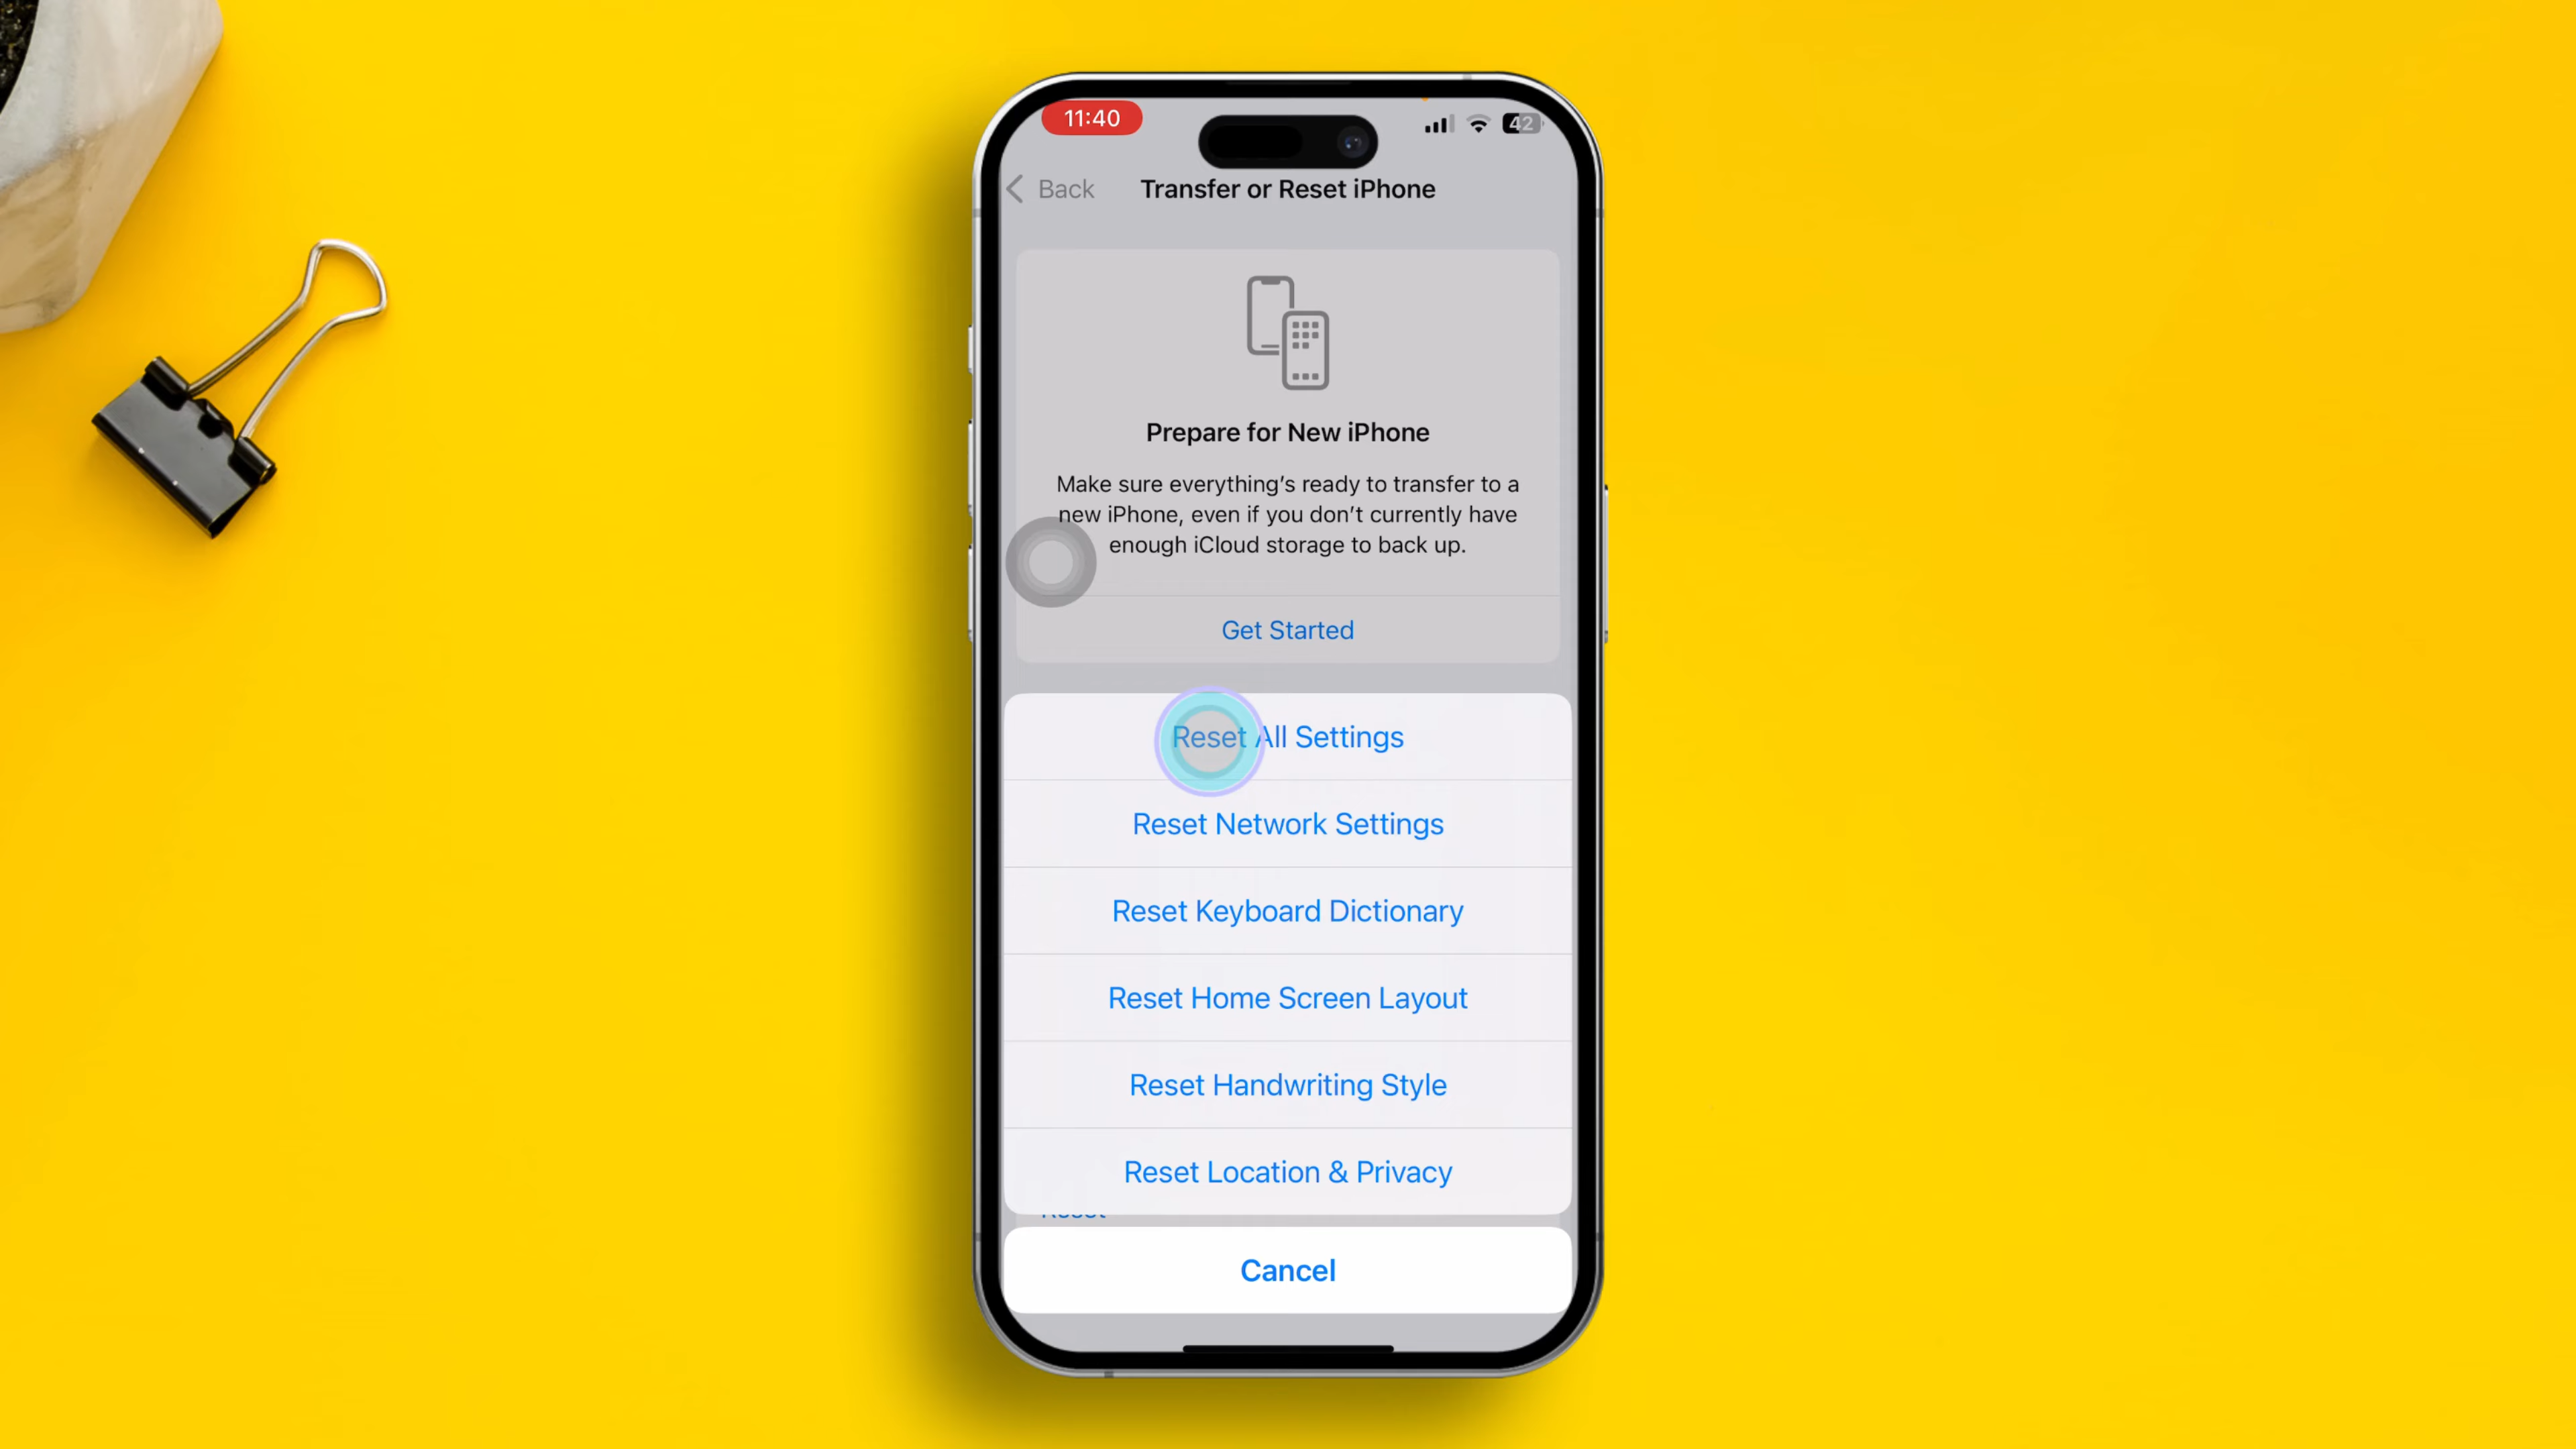 11:40
42
Back
Transfer or Reset iPhone
Prepare for New iPhone
Make sure everything's ready to transfer to a
new iPhone, even if you don't currently have
enough iCloud storage to back up.
Get Started
Reset All Settings
Reset Network Settings
Reset Keyboard Dictionary
Reset Home Screen Layout
Reset Handwriting Style
Reset Location & Privacy
Reset
Cancel